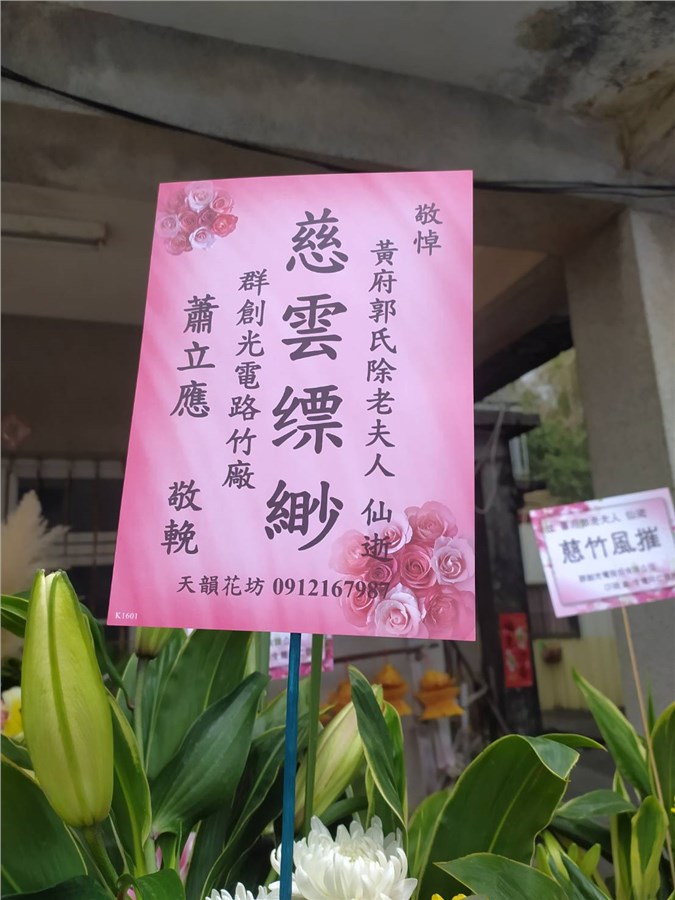 敬悼
黃府郭氏除老夫人 仙逝
慈雲缥緲
群創光電路竹廠
蕭立應 敬輓
天韻花坊 0912167987
K1601
慈竹風摧